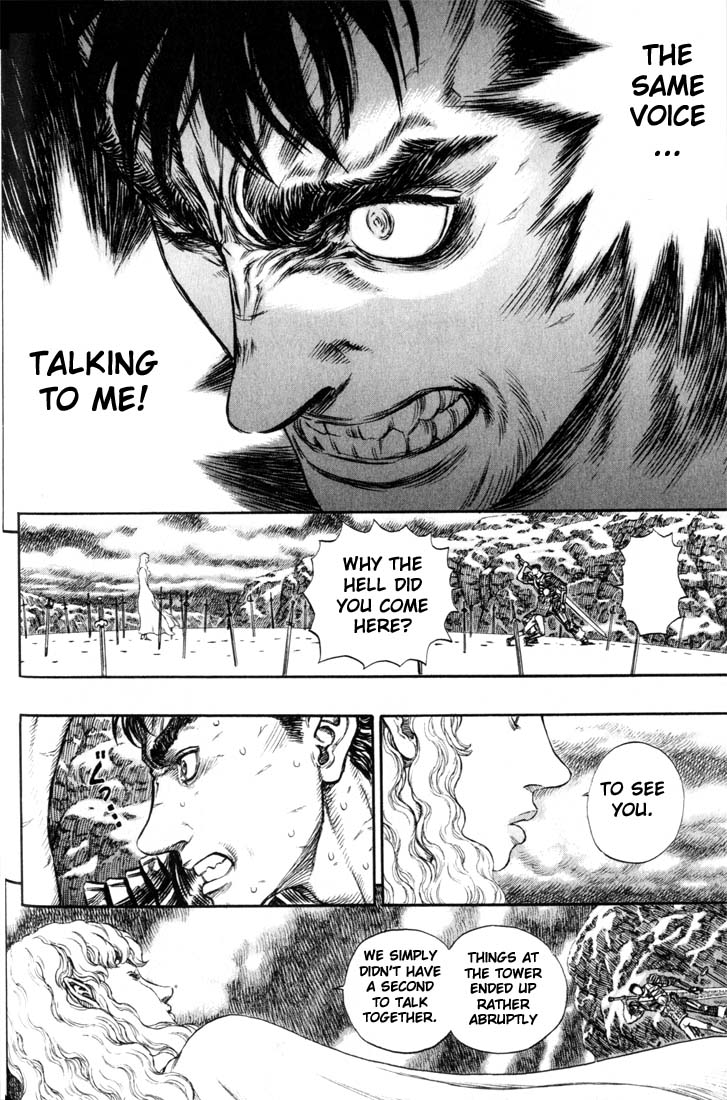 THE
SAME
VOICE
...
TALKING
TO ME!
WHY THE
HELL DID
YOU COME
HERE?
TO SEE
YOU.
THINGS AT
THE TOWER
ENDED UP
RATHER
ABRUPTLY
WE SIMPLY
DIDN'T HAVE
A SECOND
TO TALK
TOGETHER.